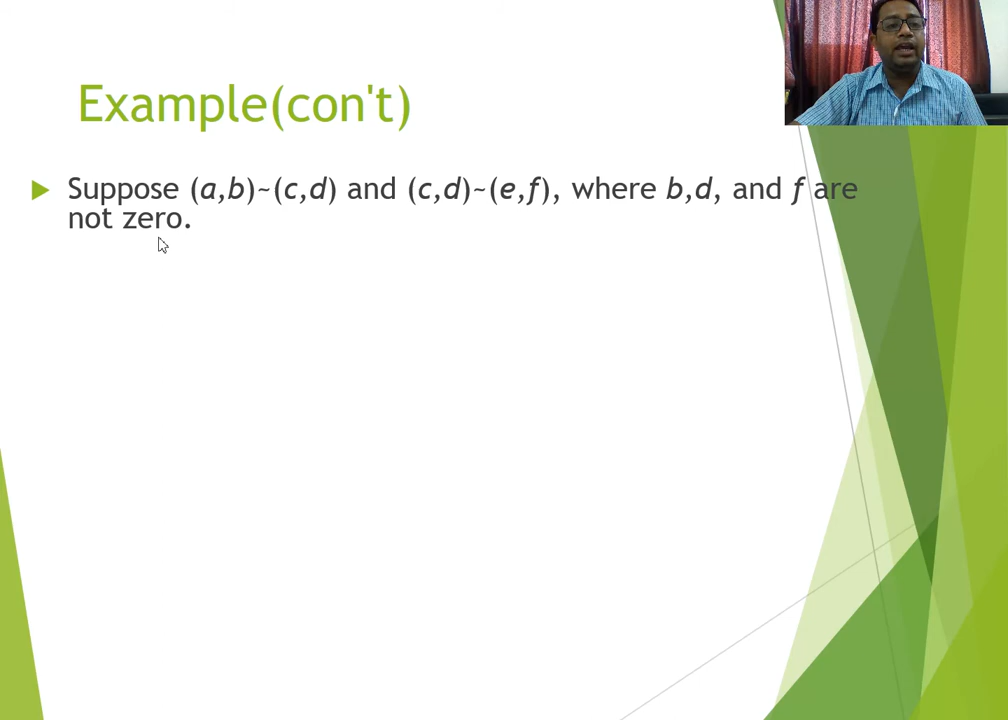 Example(con't)
Suppose (a,b)~(c,d) and (c,d)~(e,f), where b,d, and f are
not zero.